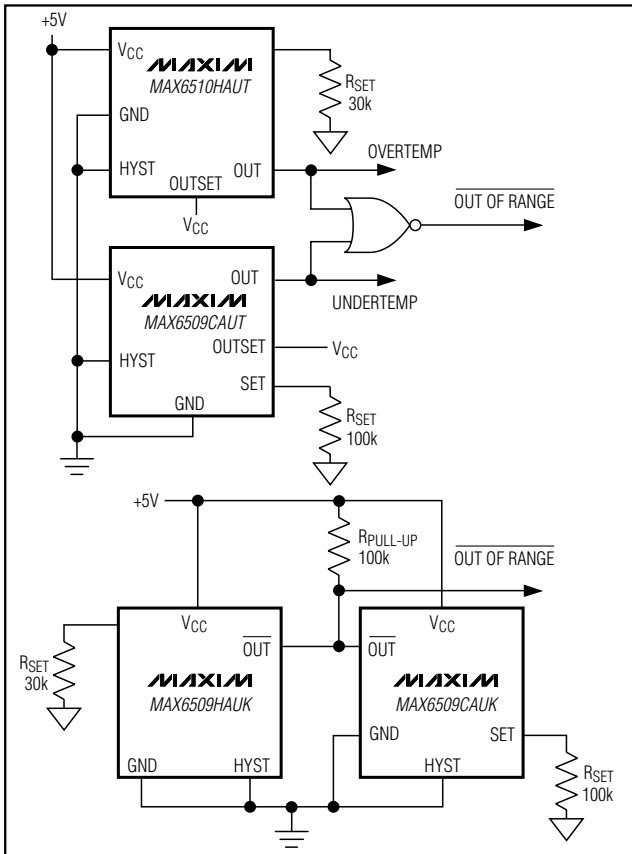 +5V
VCC
MAXIM
MAX6510HAUT
GND
HYST
OUT
OUTSET
VCC
RSET
30k
OVERTEMP
OUT OF RANGE
VCC
OUT
MAXIM
MAX6509CAUT
UNDERTEMP
OUTSET
VCC
HYST
SET
GND
RSET
100k
+5V
RPULL-UP
100k
OUT OF RANGE
VCC
OUT
MAXIM
MAX6509HAUK
GND
HYST
RSET
30k
VCC
OUT
MAXIM
MAX6509CAUK
GND
SET
HYST
RSET
100k